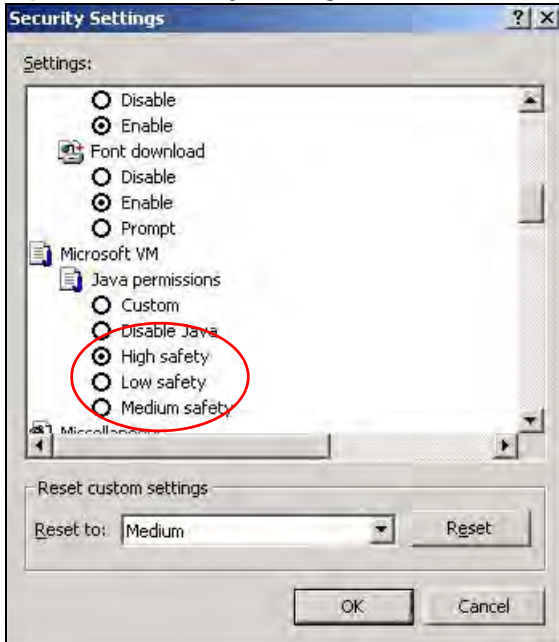 Security Settings
Settings:
Disable
Enable
Font download
Disable
Enable
Prompt
Microsoft VM
Java permissions
Custom
Disable Java
High safety
Low safety
Medium safety
Reset custom settings
Reset to: Medium Reset
OK Cancel